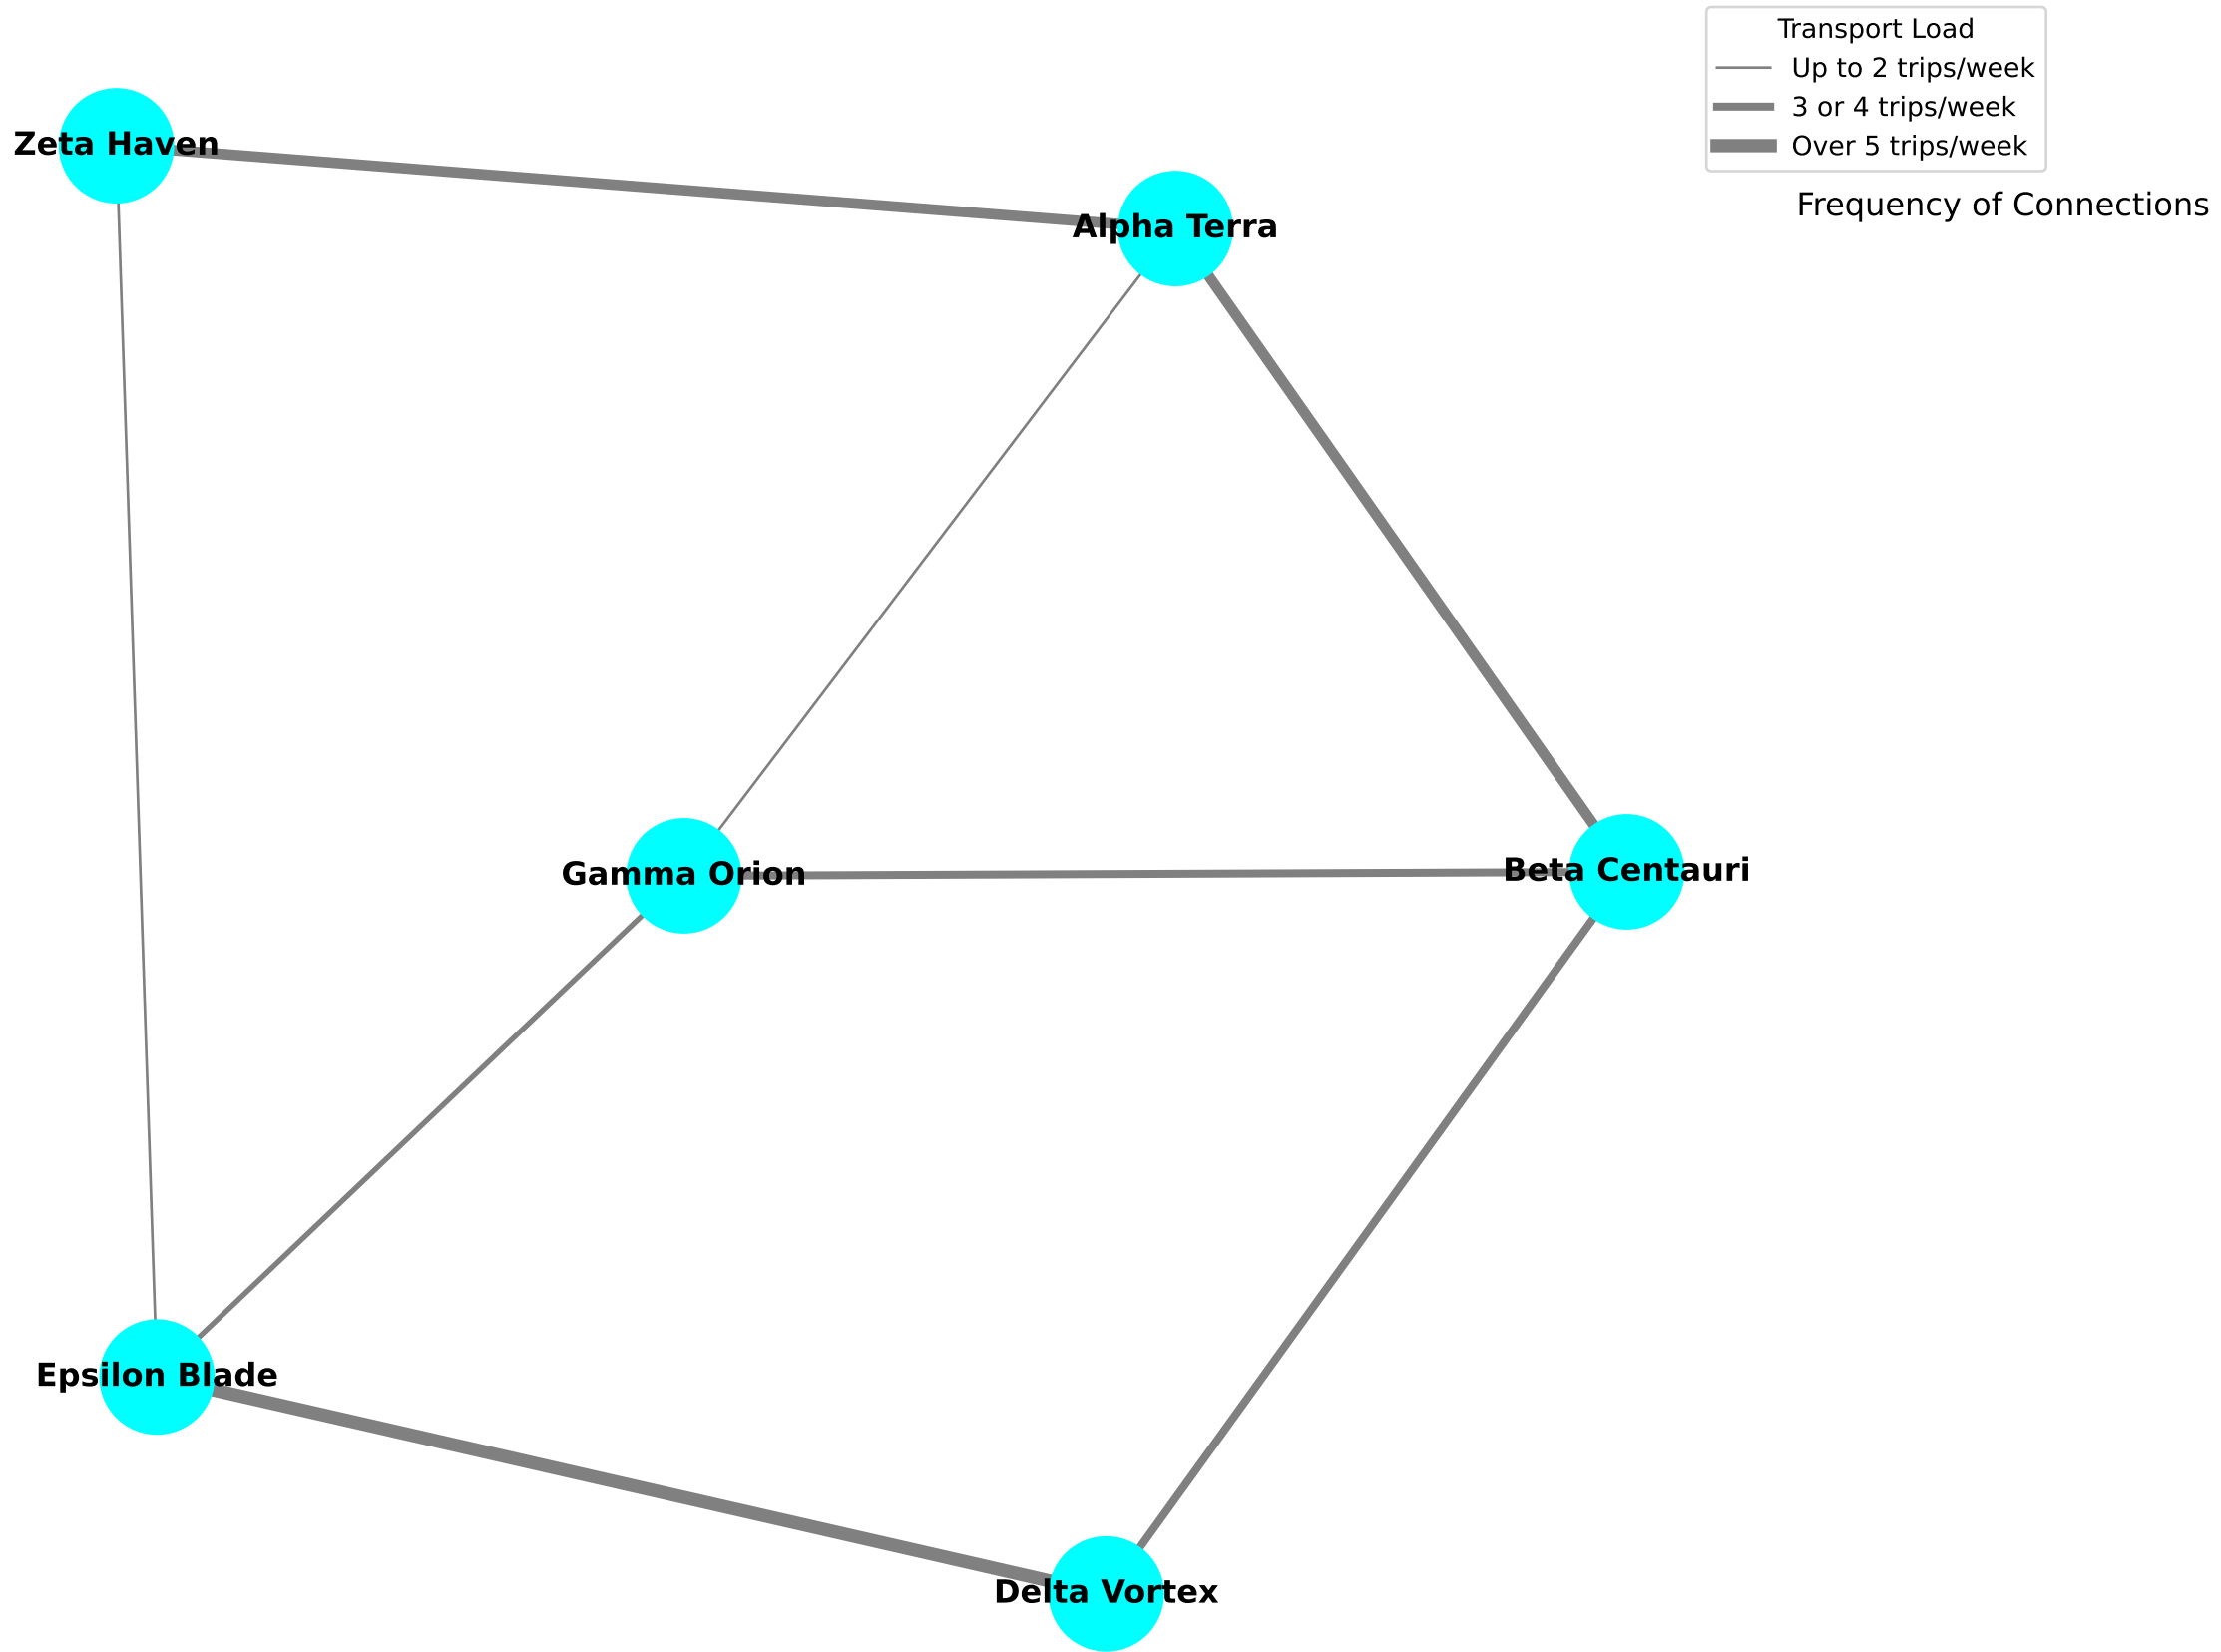 Transport Load
Up to 2 trips/week
3 or 4 trips/week
Over 5 trips/week
Frequency of Connections
Zeta Haven
Alpha Terra
Gamma Orion
Beta Centauri
Epsilon Blade
Delta Vortex